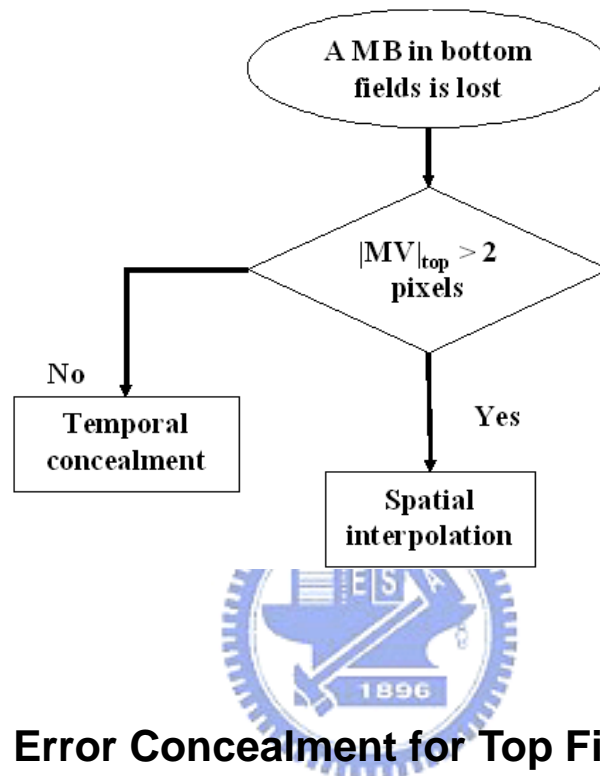 A MB in bottom
fields is lost
|MV|top > 2
pixels
No
Yes
Temporal
concealment
Spatial
interpolation
E S A
1896
Error Concealment for Top Fi